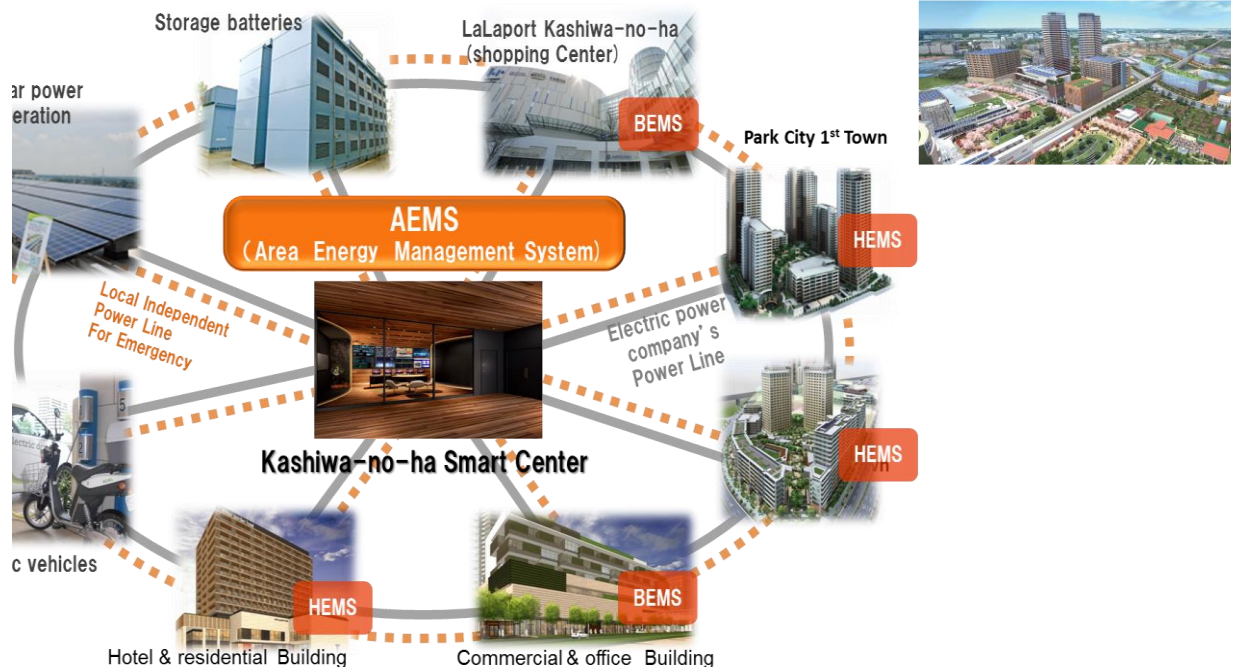 Storage batteries
LaLaport Kashiwa-no-ha
(shopping Center)
ar power
eration
BEMS
Park City 1st Town
AEMS
(Area Energy Management System)
HEMS
Local Independent
Power Line
For Emergency
Electric power
company's
Power Line
HEMS
Kashiwa-no-ha Smart Center
c vehicles
HEMS
BEMS
Hotel & residential Building
Commercial & office Building